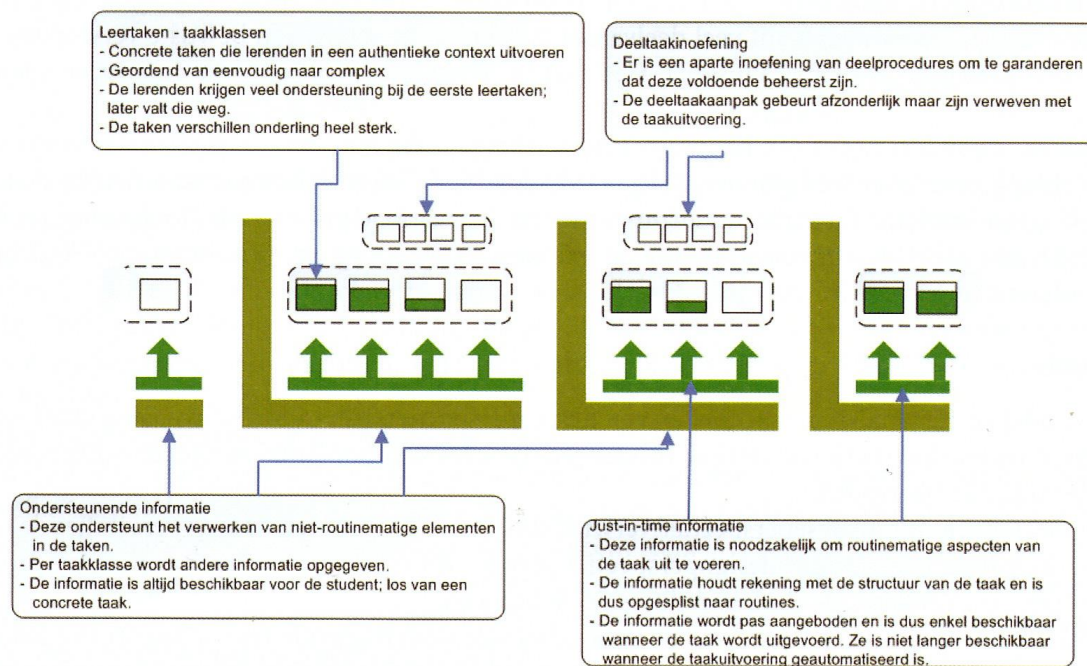 Leertaken - taakklassen
- Concrete taken die lerenden in een authentieke context uitvoeren
- Geordend van eenvoudig naar complex
- De lerenden krijgen veel ondersteuning bij de eerste leertaken;
later valt die weg.
- De taken verschillen onderling heel sterk.
Deeltaakinoefening
- Er is een aparte inoefening van deelprocedures om te garanderen
dat deze voldoende beheerst zijn.
- De deeltaakaanpak gebeurt afzonderlijk maar zijn verweven met
de taakuitvoering.
Ondersteunende informatie
- Deze ondersteunt het verwerken van niet-routinematige elementen
in de taken.
- Per taakklasse wordt andere informatie opgegeven.
- De informatie is altijd beschikbaar voor de student; los van een
concrete taak.
Just-in-time informatie
- Deze informatie is noodzakelijk om routinematige aspecten van
de taak uit te voeren.
- De informatie houdt rekening met de structuur van de taak en is
dus opgesplist naar routines.
- De informatie wordt pas aangeboden en is dus enkel beschikbaar
wanneer de taak wordt uitgevoerd. Ze is niet langer beschikbaar
wanneer de taakuitvoering geautomatiseerd is.